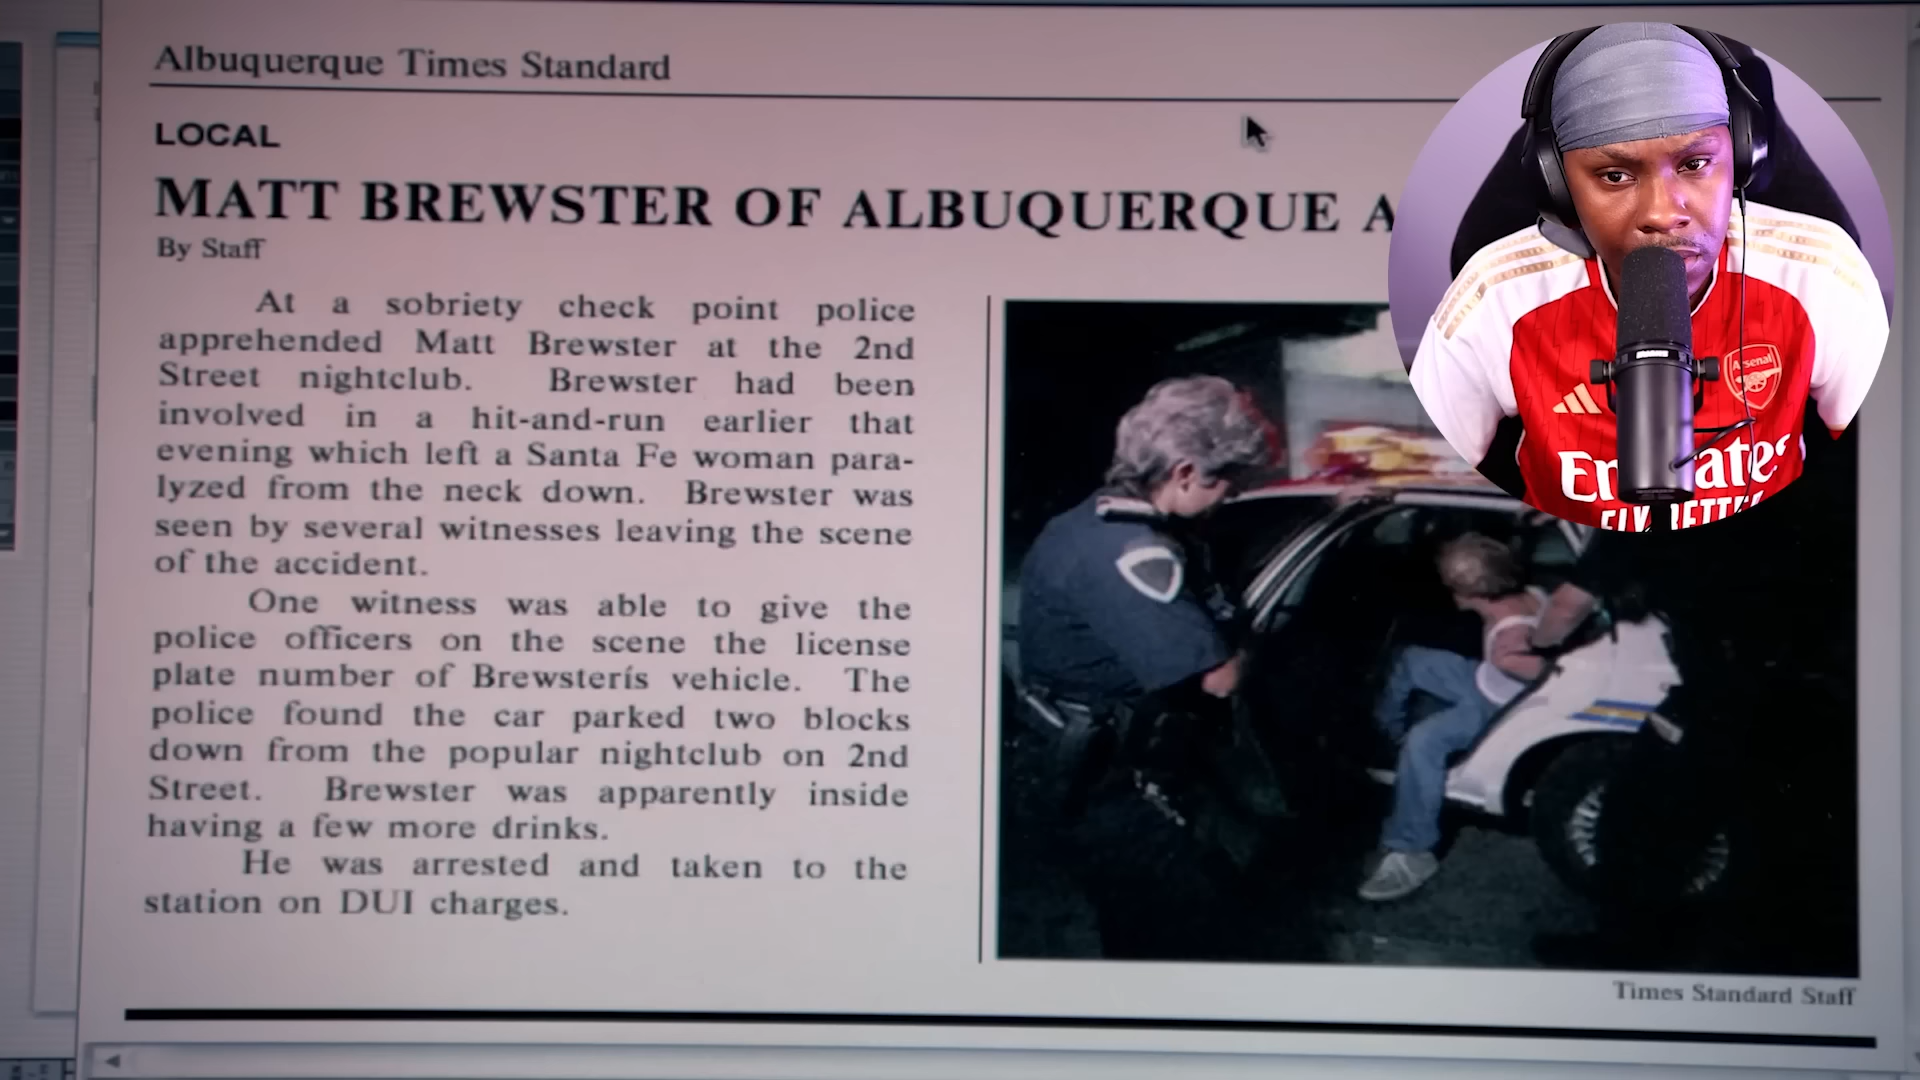 Albuquerque Times Standard
LOCAL
MATT BREWSTER OF ALBUQUERQUE A
By Staff
At a sobriety check point police
apprehended Matt Brewster at the 2nd
Street nightclub. Brewster had been
involved in a hit-and-run earlier that
evening which left a Santa Fe woman para-
lyzed from the neck down. Brewster was
seen by several witnesses leaving the scene
of the accident.
One witness was able to give the
police officers on the scene the license
plate number of Brewsterís vehicle. The
police found the car parked two blocks
down from the popular nightclub on 2nd
Street. Brewster was apparently inside
having a few more drinks.
He was arrested and taken to the
station on DUI charges.
Times Standard Staff
Arsenal